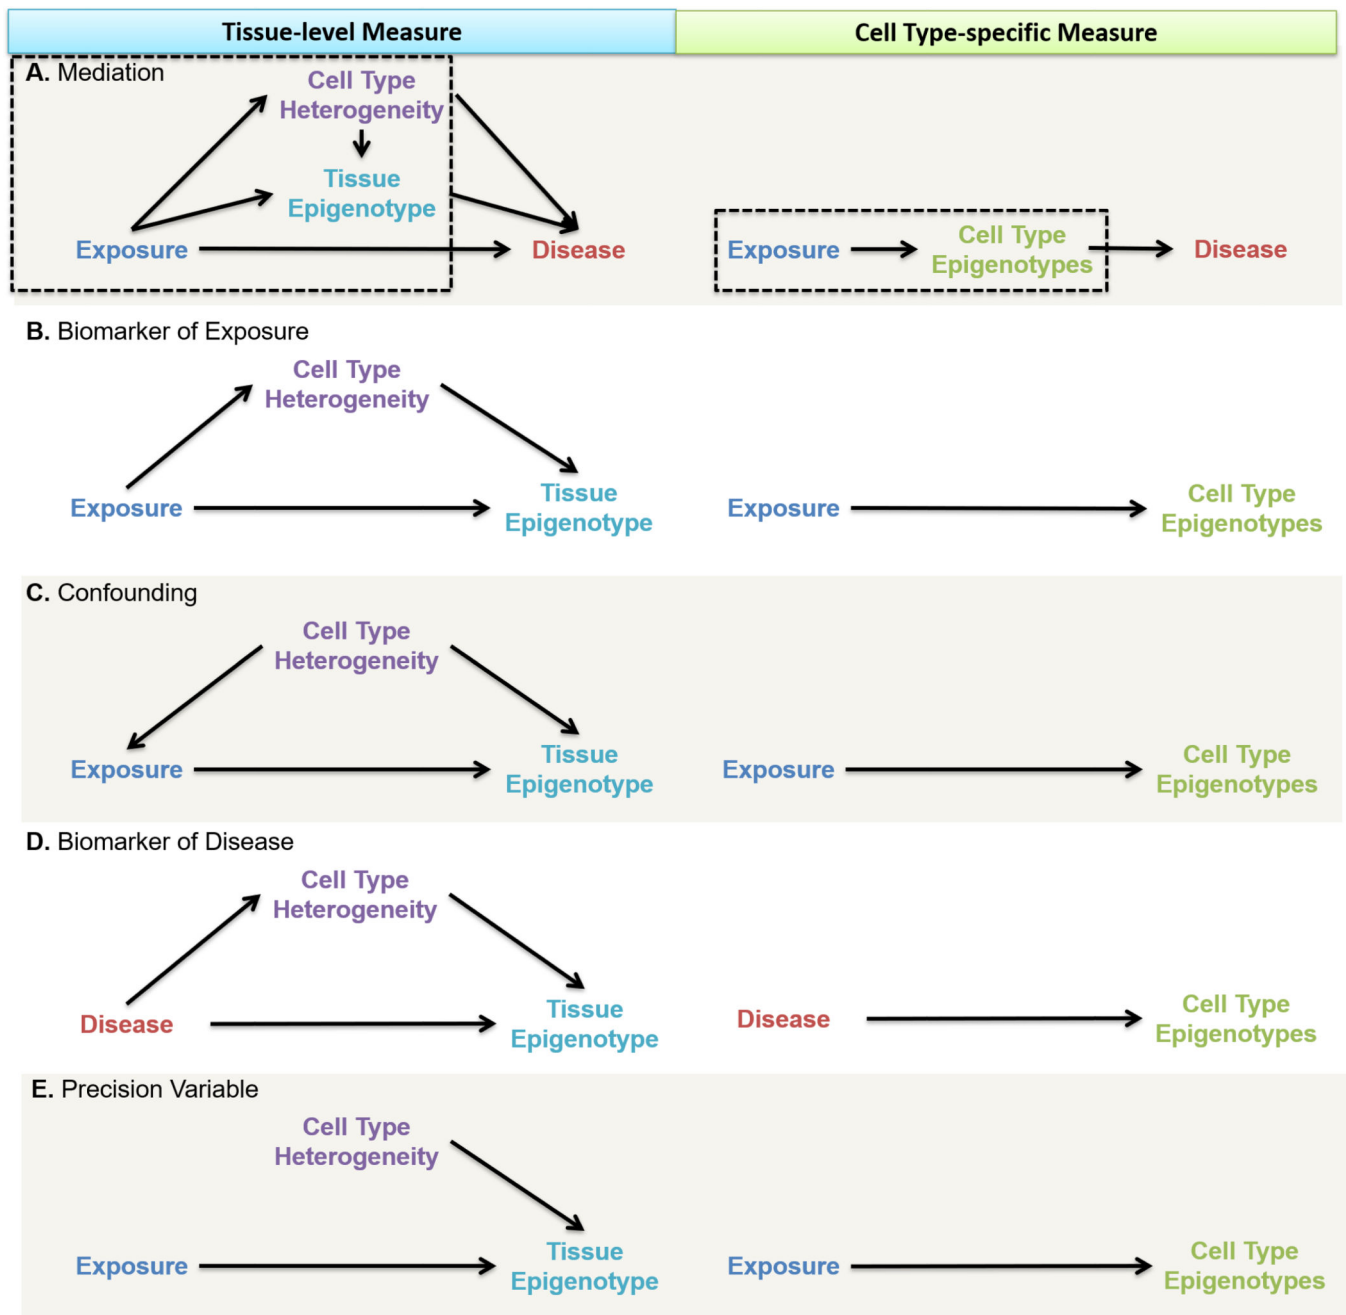 Tissue-level Measure
Cell Type-specific Measure
A. Mediation
Cell Type
Heterogeneity
Tissue
Epigenotype
Exposure
Disease
Exposure
Cell Type
Epigenotypes
Disease
B. Biomarker of Exposure
Cell Type
Heterogeneity
Exposure
Tissue
Epigenotype
Exposure
Cell Type
Epigenotypes
C. Confounding
Cell Type
Heterogeneity
Exposure
Tissue
Epigenotype
Exposure
Cell Type
Epigenotypes
D. Biomarker of Disease
Cell Type
Heterogeneity
Disease
Tissue
Epigenotype
Disease
Cell Type
Epigenotypes
E. Precision Variable
Cell Type
Heterogeneity
Exposure
Tissue
Epigenotype
Exposure
Cell Type
Epigenotypes